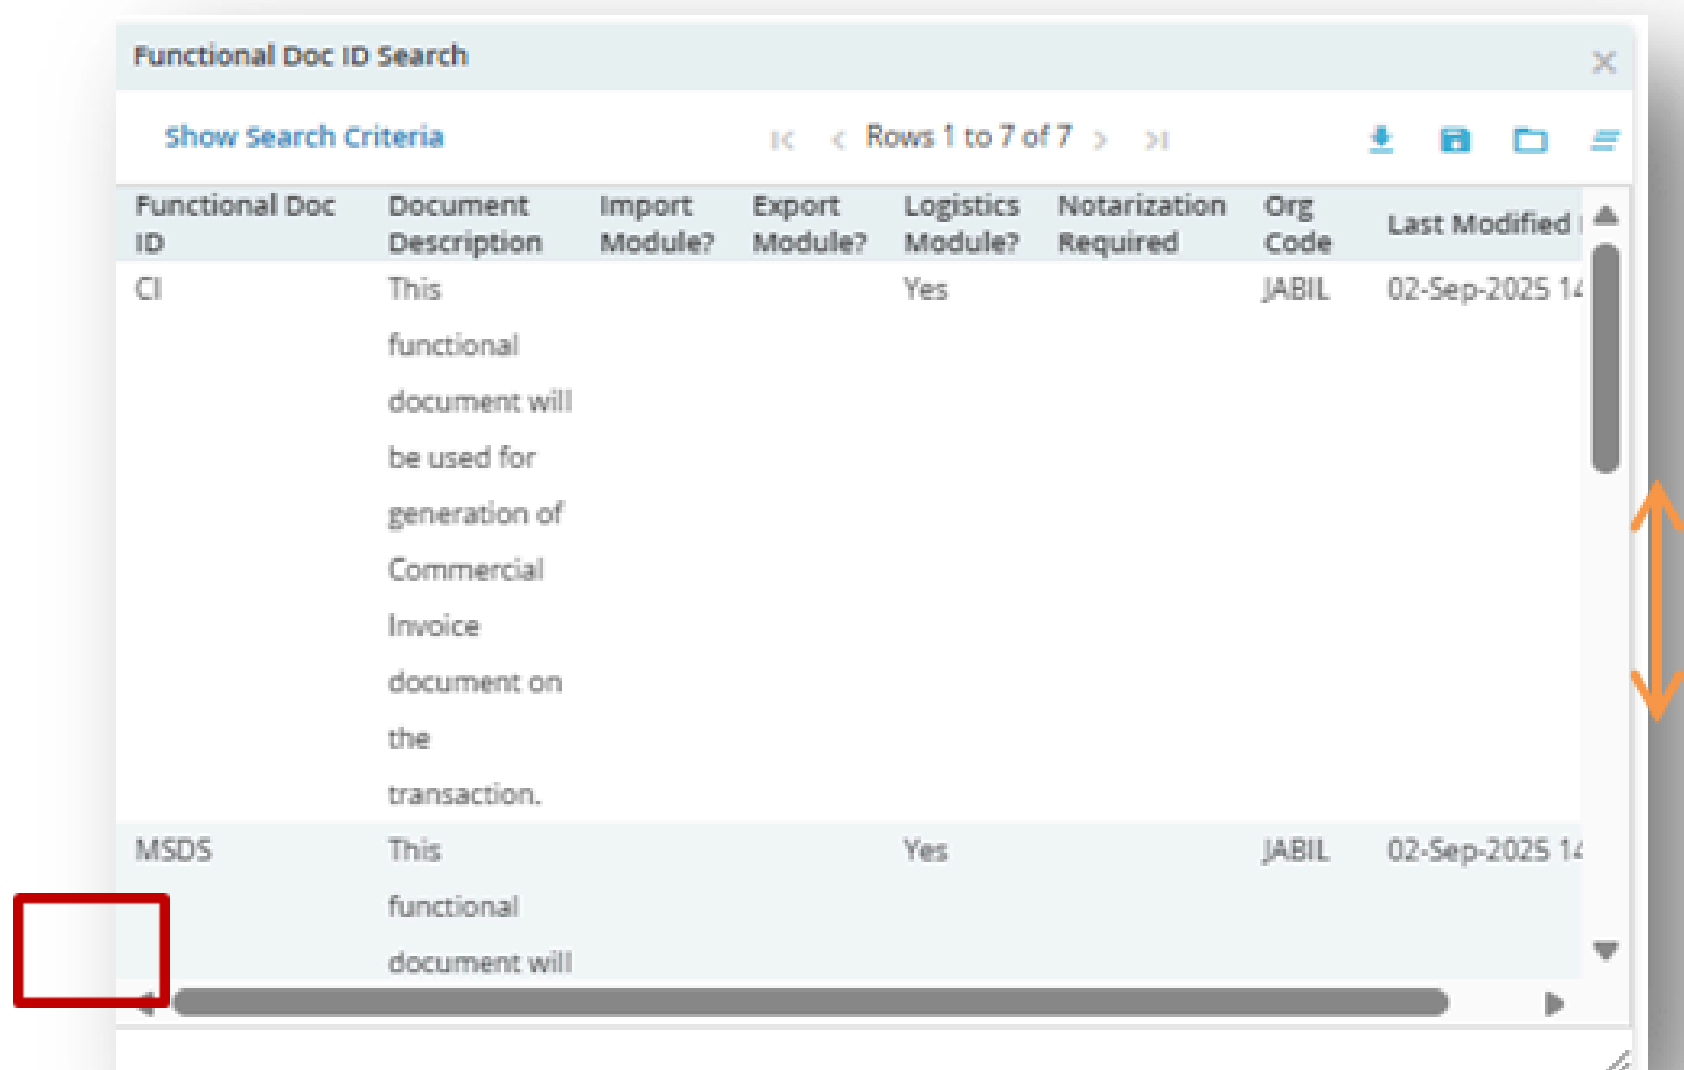 Functional Doc ID Search
Show Search Criteria
Rows 1 to 7 of 7
Functional Doc ID Document Description Import Module? Export Module? Logistics Module? Notarization Required Org Code Last Modified
CI This Yes JABIL 02-Sep-2025 14
functional
document will
be used for
generation of
Commercial
Invoice
document on
the
transaction.
MSDS This Yes JABIL 02-Sep-2025 14
functional
document will